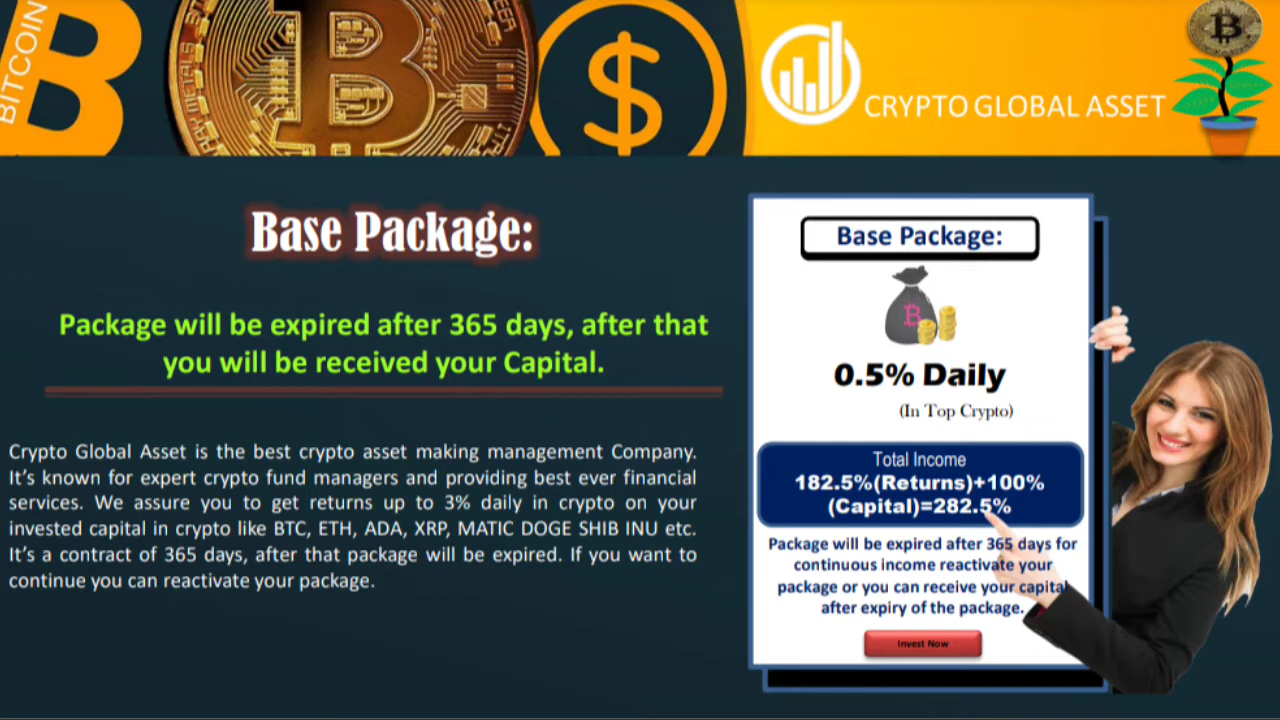 BITCOIN
CRYPTO GLOBAL ASSET
Base Package:
Package will be expired after 365 days, after that
you will be received your Capital.
Crypto Global Asset is the best crypto asset making management Company.
It's known for expert crypto fund managers and providing best ever financial
services. We assure you to get returns up to 3% daily in crypto on your
invested capital in crypto like BTC, ETH, ADA, XRP, MATIC DOGE SHIB INU etc.
It's a contract of 365 days, after that package will be expired. If you want to
continue you can reactivate your package.
Base Package:
0.5% Daily
(In Top Crypto)
Total Income
182.5%(Returns)+100%
(Capital)=282.5%
Package will be expired after 365 days for
continuous income reactivate your
package or you can receive your capital
after expiry of the package.
Invest Now